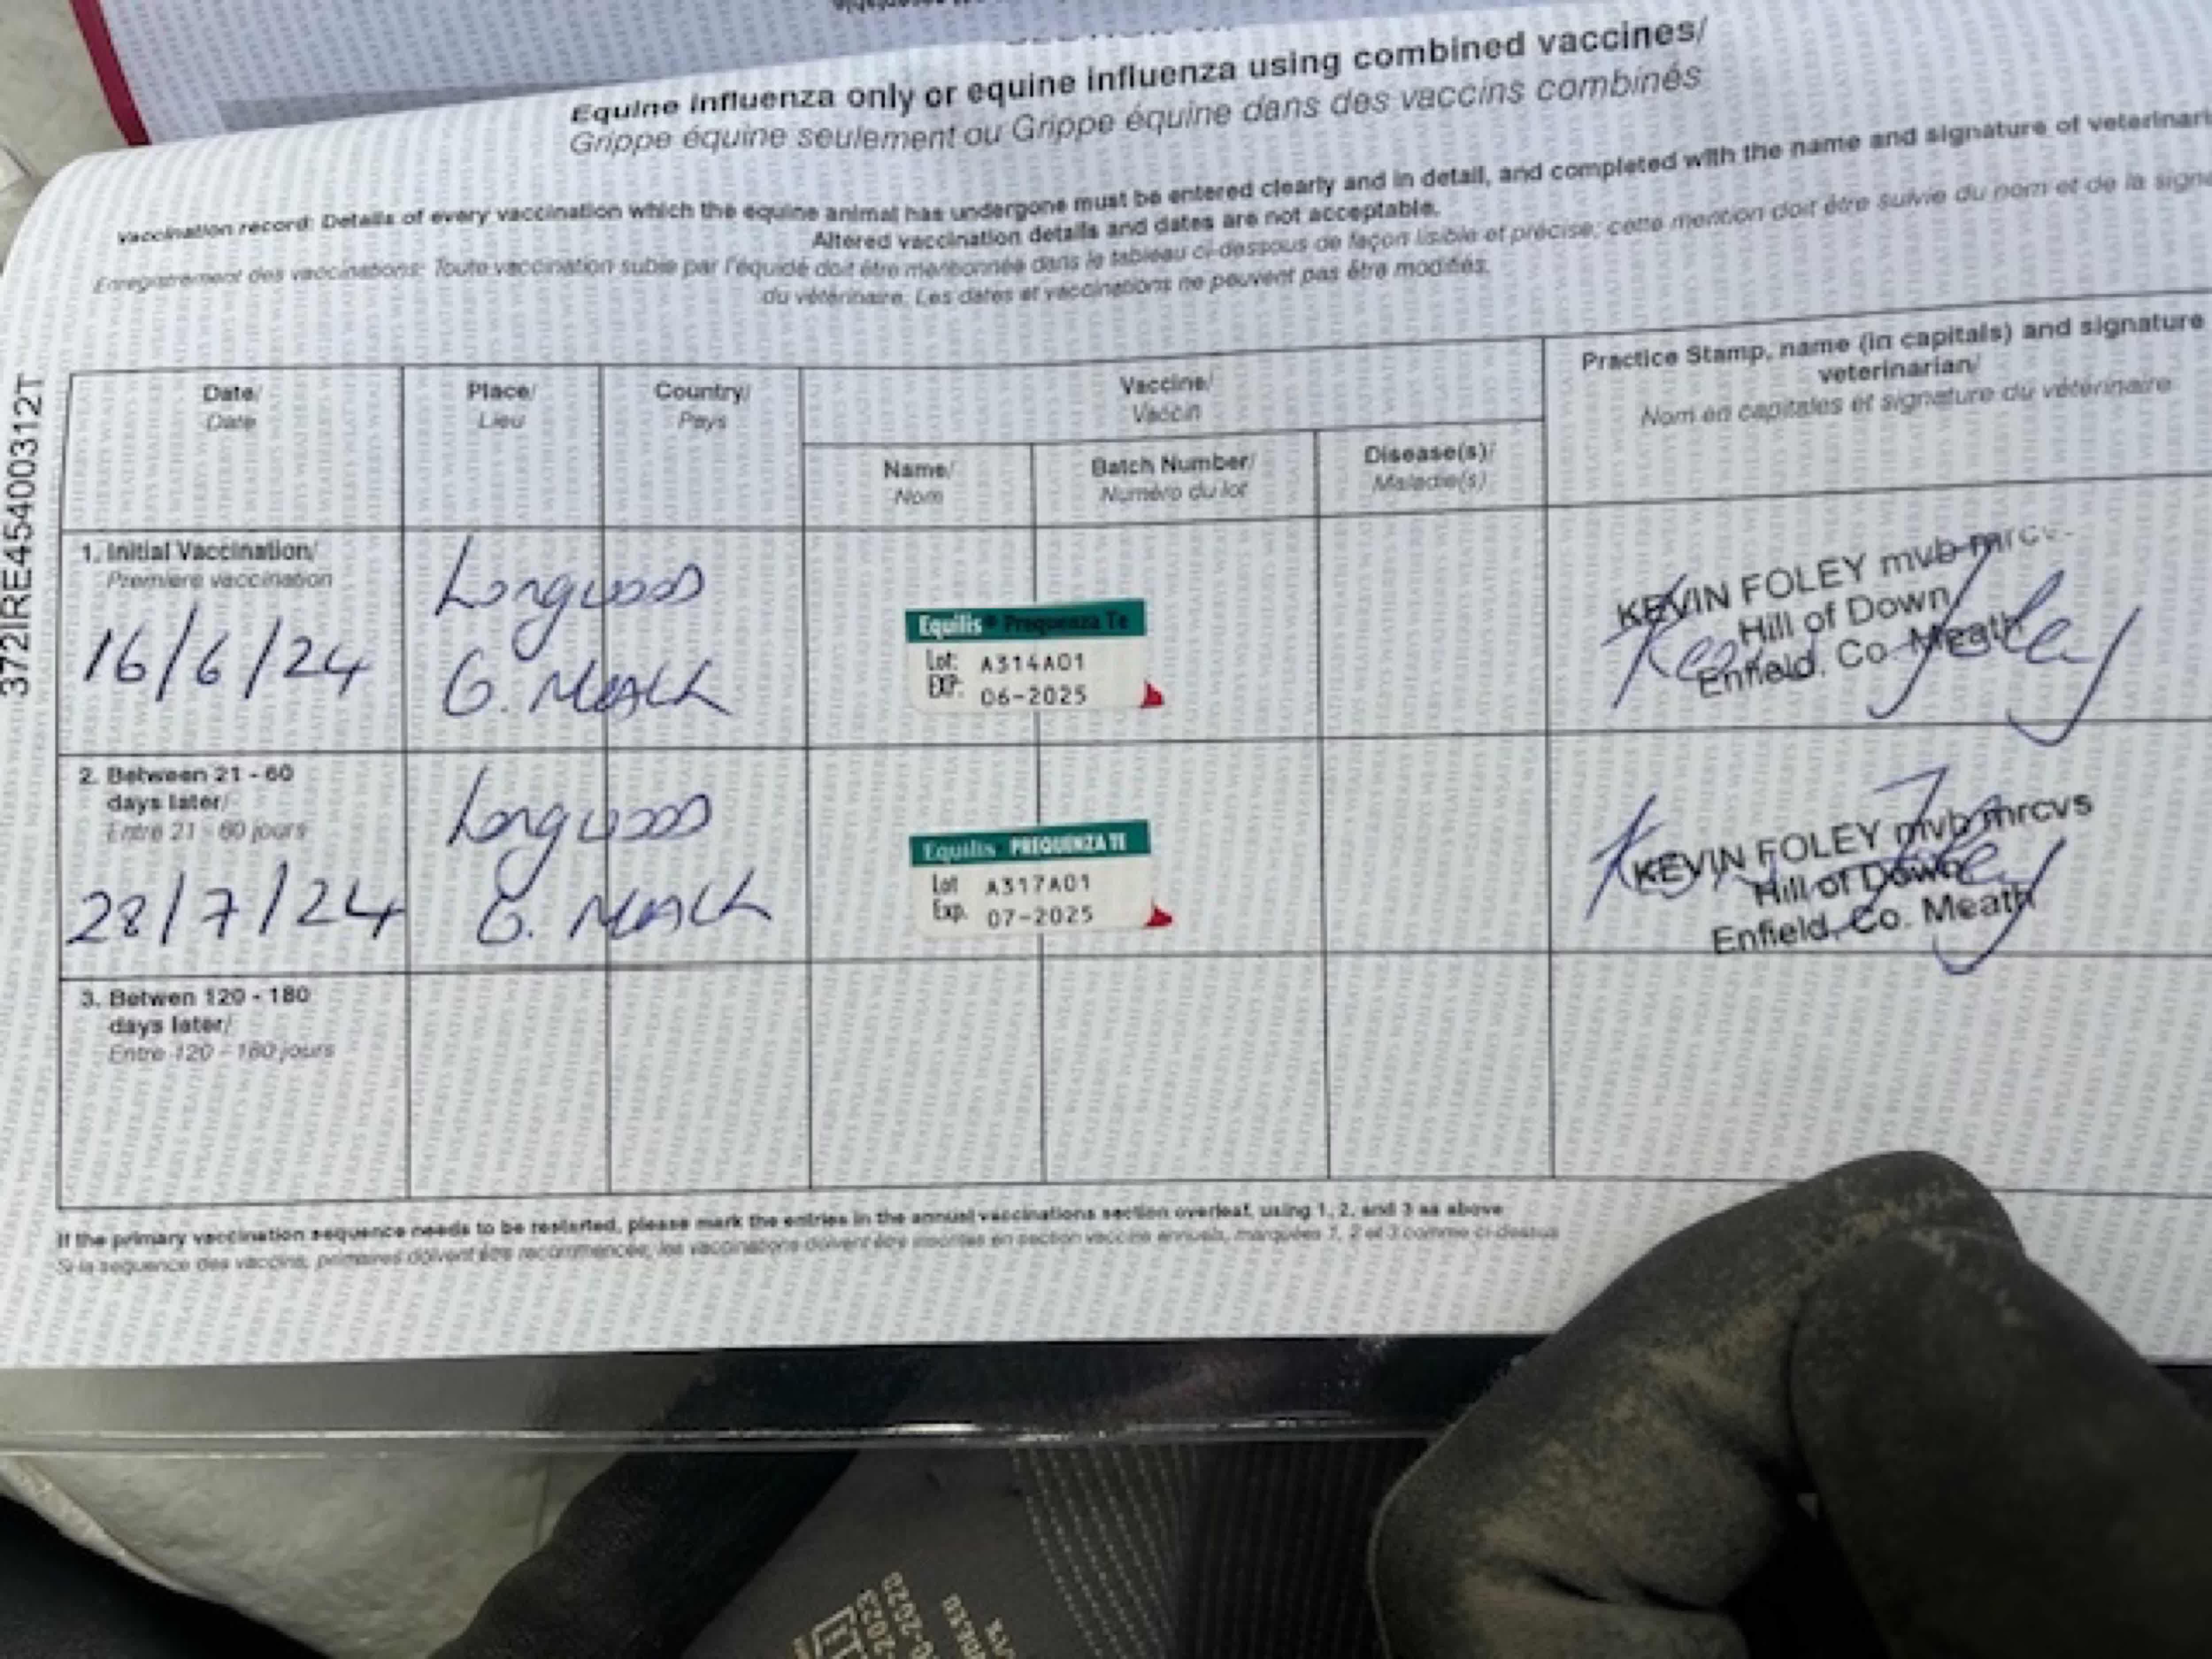 Equine influenza only or equine influenza using combined vaccines/
Grippe équine seulement ou Grippe équine dans des vaccins combinés
Vaccination record: Details of every vaccination which the equine animal has undergone must be entered clearly and in detail, and completed with the name and signature of
Altered vaccination details and dates are not acceptable.
Enregistrement des vaccinations: Toute vaccination subie par l'équidé doit être mentionnée dans le tableau ci-dessous de façon lisible et précise; cette mention doit être suivie du nom et de la
du vétérinaire. Les dates et vaccinations ne peuvent pas être modifiés.
372IRE45400312T
Date/
Date
Place/
Lieu
Country/
Pays
Vaccine/
Vaccin
Name/
Nom
Batch Number/
Numéro du lot
Disease(s)/
Maladie(s)
Practice Stamp, name (in capitals) and signature
veterinarian/
Nom en capitales et signature du vétérinaire
1. Initial Vaccination/
Premiere vaccination
16/6/24
Longwood
Co. Meath
Equilis® Prequenza Te
Lot: A314A01
EXP: 06-2025
KEVIN FOLEY mvb mrcvs
Hill of Down
Enfield. Co Meath
Kevin Foley
2. Between 21 - 60
days later/
Entre 21 - 60 jours
28/7/24
Longwood
Co. Meath
Equilis PREQUENZA TE
Lot A317A01
Exp. 07-2025
KEVIN FOLEY mvb mrcvs
Hill of Down
Enfield, Co. Meath
Kevin Foley
3. Betwen 120 - 180
days later/
Entre 120 - 180 jours
If the primary vaccination sequence needs to be restarted, please mark the entries in the annual vaccinations section overleaf, using 1, 2, and 3 as above
Si la sequence des vaccins, primaires doivent être recommencée, les vaccinations doivent être inscrites en section vaccins annuels, marquées 1, 2 et 3 comme ci-dessus